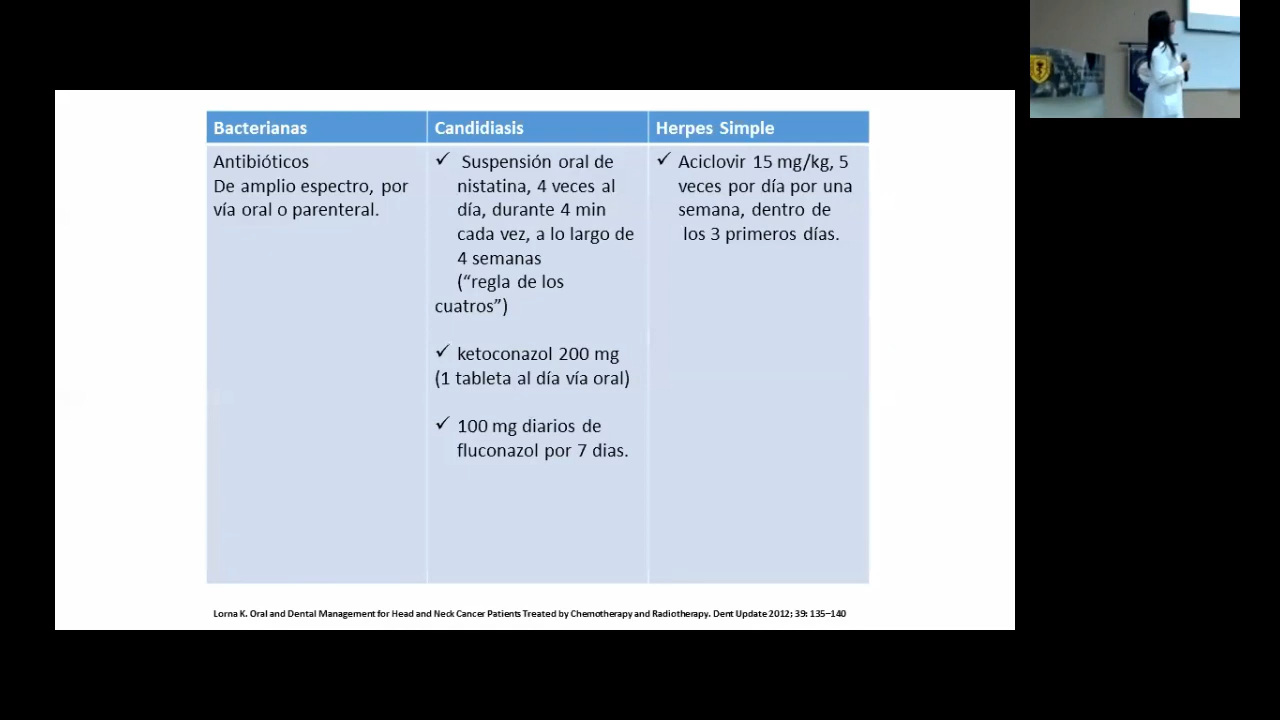 Bacterianas
Antibióticos
De amplio espectro, por
vía oral o parenteral.
Candidiasis
✓ Suspensión oral de
nistatina, 4 veces al
día, durante 4 min
cada vez, a lo largo de
4 semanas
(“regla de los
cuatros”)
✓ ketoconazol 200 mg
(1 tableta al día vía oral)
✓ 100 mg diarios de
fluconazol por 7 dias.
Herpes Simple
✓ Aciclovir 15 mg/kg, 5
veces por día por una
semana, dentro de
los 3 primeros días.
Lorna K. Oral and Dental Management for Head and Neck Cancer Patients Treated by Chemotherapy and Radiotherapy. Dent Update 2012; 39: 135–140